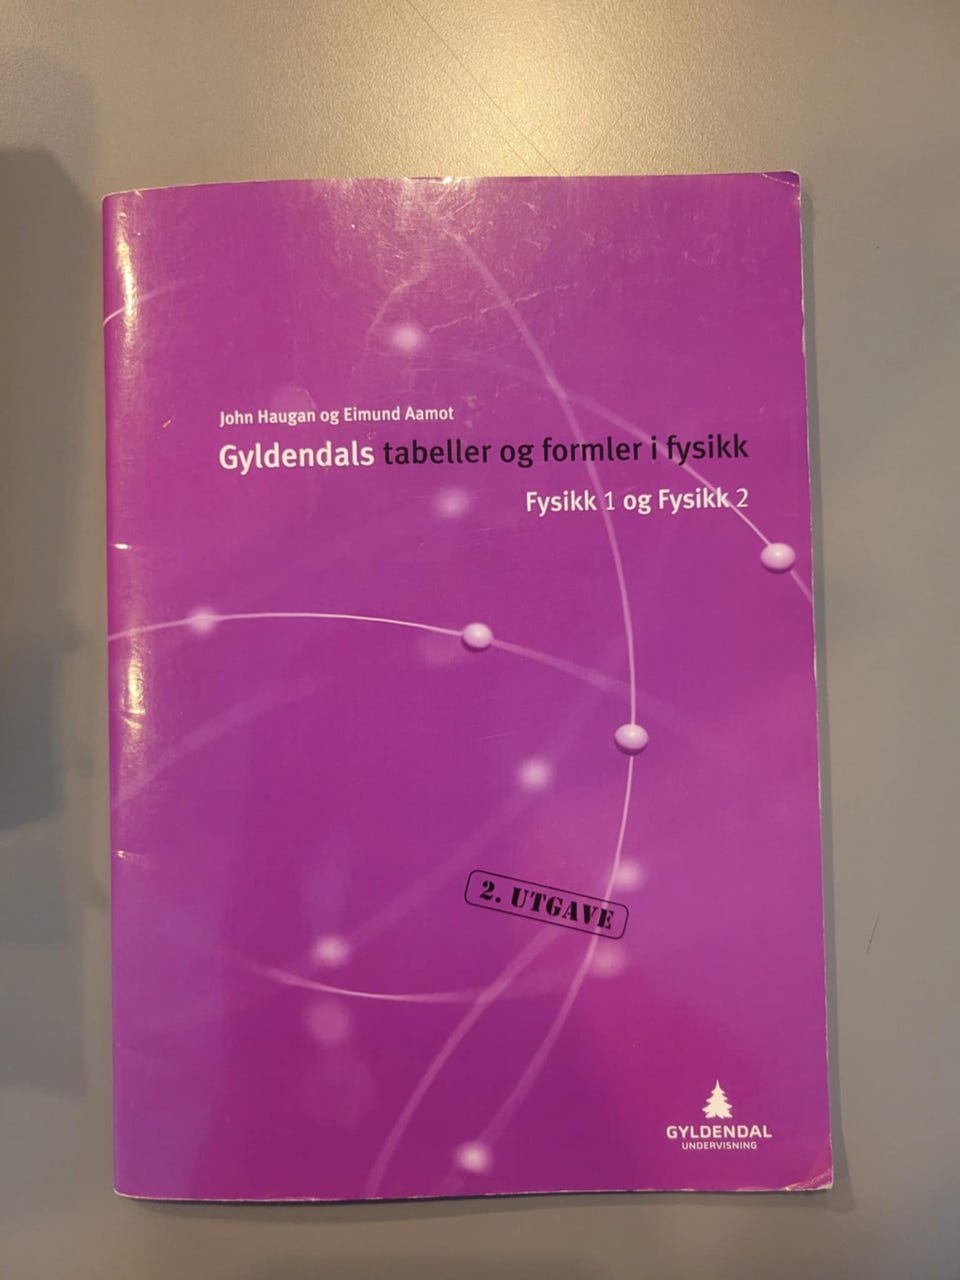 John Haugan og Eimund Aamot
Gyldendals tabeller og formler i fysikk
Fysikk 1 og Fysikk 2
2. UTGAVE
GYLDENDAL
UNDERVISNING